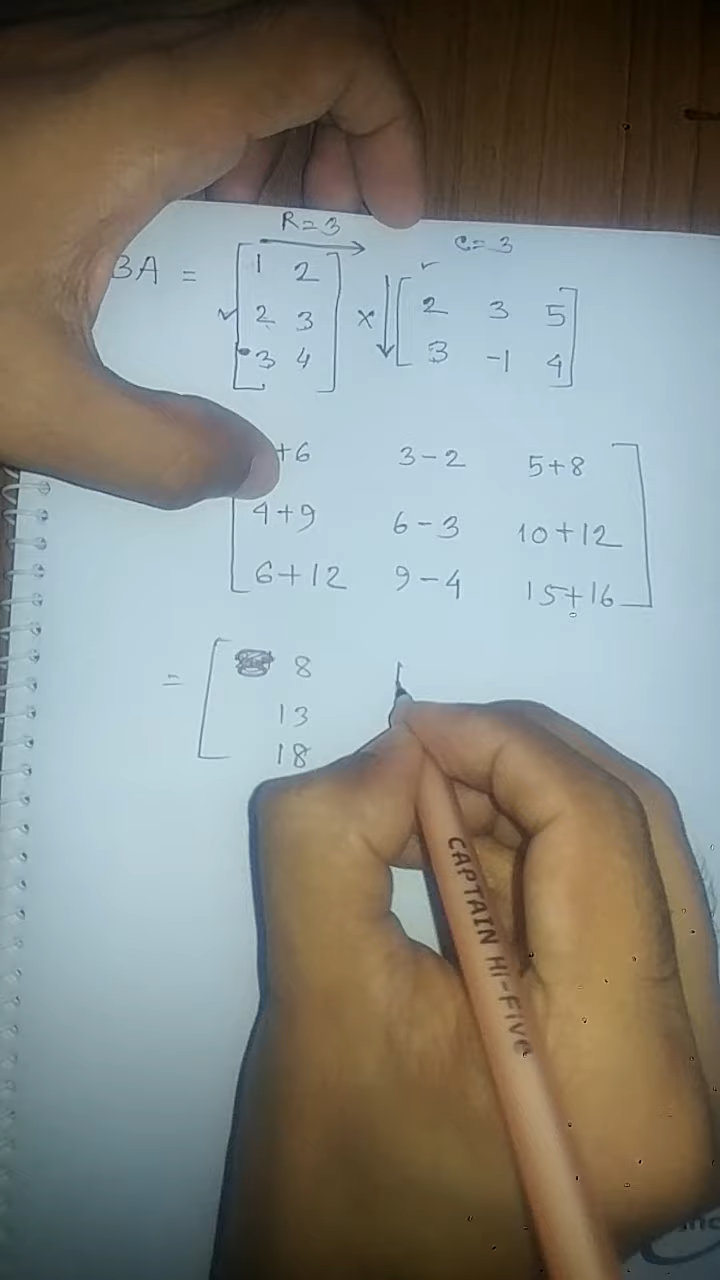 R=3 C=3
BA = [1 2 × [2 3 5]
✓ 2 3 3 -1 4
3 4]
+6 3-2 5+8
4+9 6-3 10+12
6+12 9-4 15+16
= [ 8
13
18
CAPTAIN Hi-Five